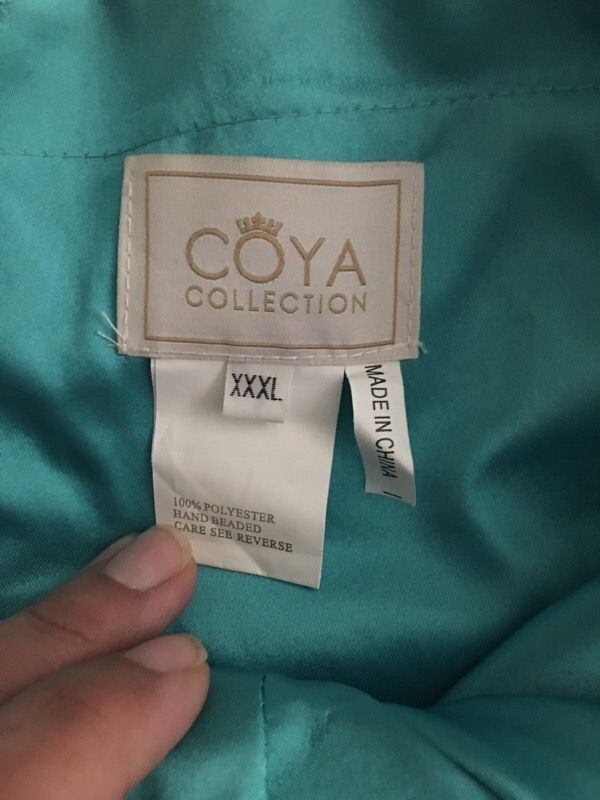 COYA
COLLECTION
XXXL
MADE IN CHINA /
100% POLYESTER
HAND BEADED
CARE SEE REVERSE